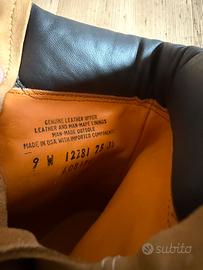 GENUINE LEATHER UPPER
LEATHER AND MAN-MADE LININGS
MAN-MADE OUTSOLE
MADE IN USA WITH IMPORTED COMPONENTS
9 W 12281
subito